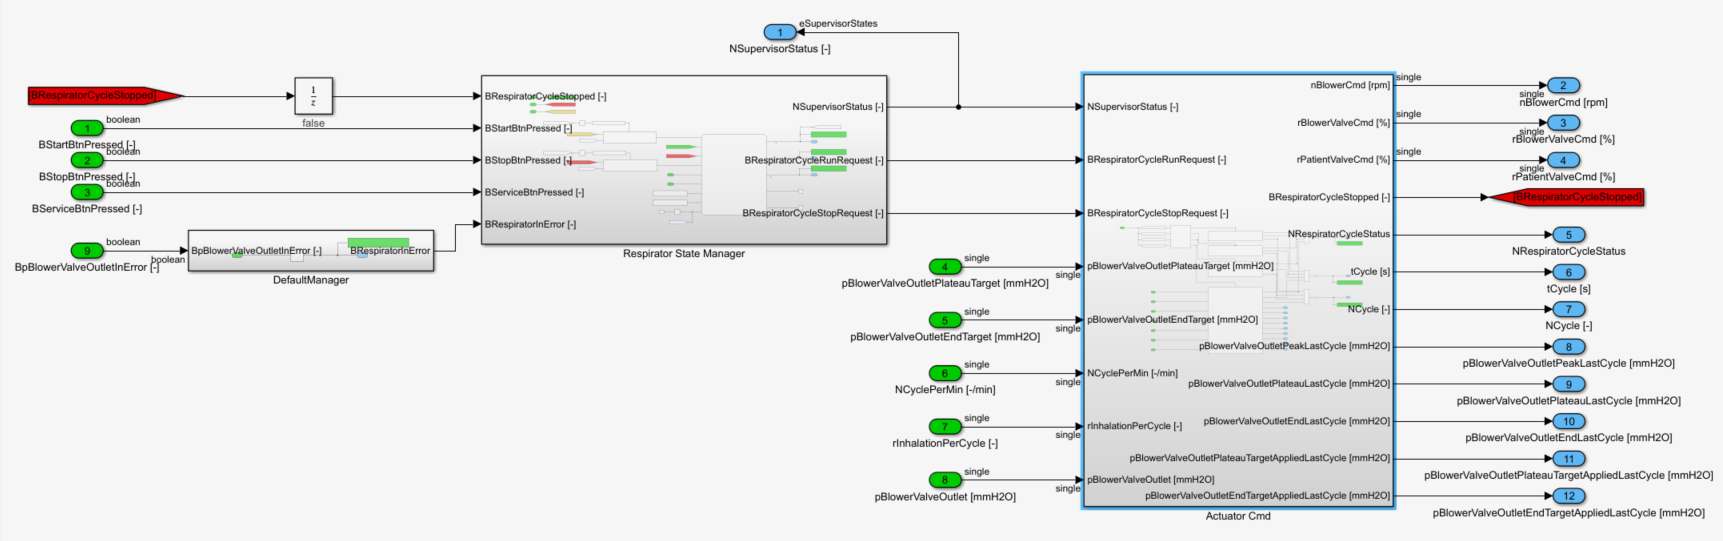 eSupervisorStates
1
NSupervisorStatus [-]
[BRespiratorCycleStopped]
1
z
false
boolean
1
BStartBtnPressed [-]
boolean
2
BStopBtnPressed [-]
boolean
3
BServiceBtnPressed [-]
boolean
9
BpBlowerValveOutletInError [-]
boolean
BpBlowerValveOutletInError [-]
BRespiratorInError
DefaultManager
BRespiratorCycleStopped [-]
BStartBtnPressed [-]
BStopBtnPressed [-]
BServiceBtnPressed [-]
BRespiratorInError [-]
NSupervisorStatus [-]
BRespiratorCycleRunRequest [-]
BRespiratorCycleStopRequest [-]
Respirator State Manager
single
4
single
pBlowerValveOutletPlateauTarget [mmH2O]
single
5
single
pBlowerValveOutletEndTarget [mmH2O]
single
6
single
NCyclePerMin [-/min]
single
7
single
rInhalationPerCycle [-]
single
8
single
pBlowerValveOutlet [mmH2O]
NSupervisorStatus [-]
BRespiratorCycleRunRequest [-]
BRespiratorCycleStopRequest [-]
pBlowerValveOutletPlateauTarget [mmH2O]
pBlowerValveOutletEndTarget [mmH2O]
NCyclePerMin [-/min]
rInhalationPerCycle [-]
pBlowerValveOutlet [mmH2O]
nBlowerCmd [rpm]
rBlowerValveCmd [%]
rPatientValveCmd [%]
BRespiratorCycleStopped [-]
NRespiratorCycleStatus
tCycle [s]
NCycle [-]
pBlowerValveOutletPeakLastCycle [mmH2O]
pBlowerValveOutletPlateauLastCycle [mmH2O]
pBlowerValveOutletEndLastCycle [mmH2O]
pBlowerValveOutletPlateauTargetAppliedLastCycle [mmH2O]
pBlowerValveOutletEndTargetAppliedLastCycle [mmH2O]
Actuator Cmd
single
2
single
nBlowerCmd [rpm]
single
3
single
rBlowerValveCmd [%]
single
4
single
rPatientValveCmd [%]
[BRespiratorCycleStopped]
5
NRespiratorCycleStatus
6
tCycle [s]
7
NCycle [-]
8
pBlowerValveOutletPeakLastCycle [mmH2O]
9
pBlowerValveOutletPlateauLastCycle [mmH2O]
10
pBlowerValveOutletEndLastCycle [mmH2O]
11
pBlowerValveOutletPlateauTargetAppliedLastCycle [mmH2O]
12
pBlowerValveOutletEndTargetAppliedLastCycle [mmH2O]